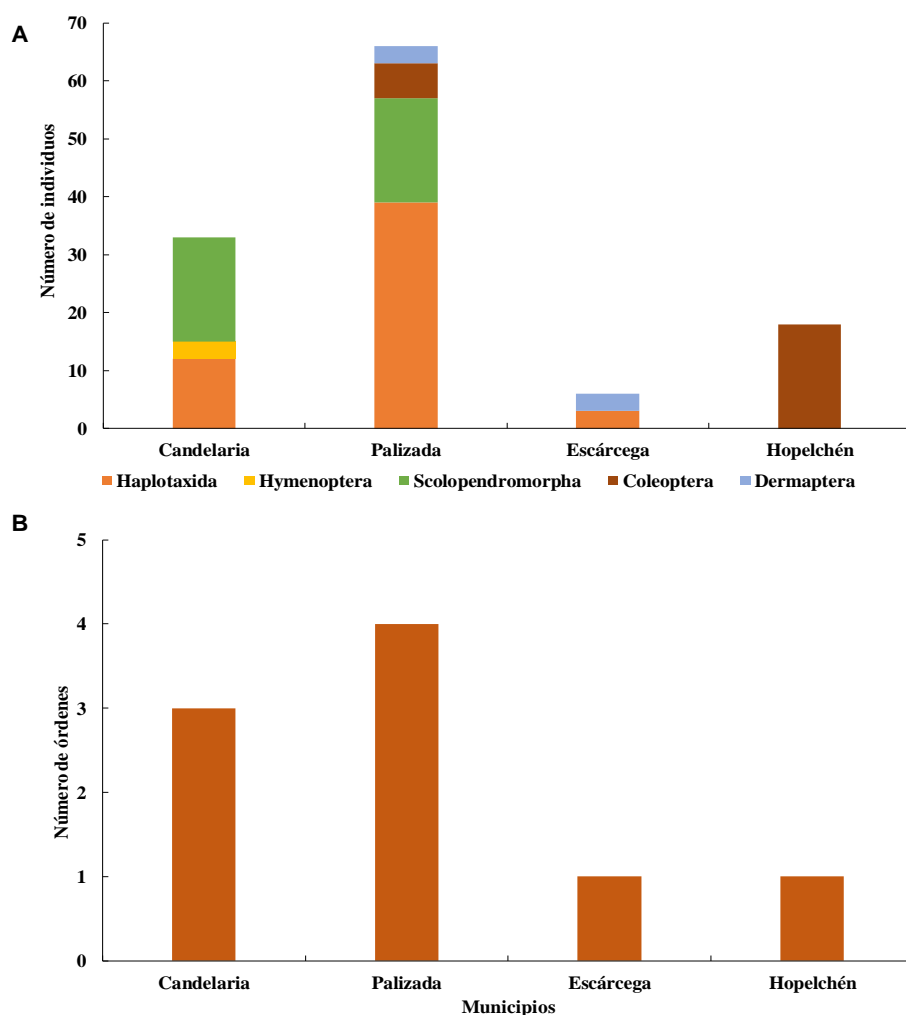 A
70
60
50
40
30
20
10
0
Número de individuos
Candelaria Palizada Escárcega Hopelchén
Haplotaxida Hymenoptera Scolopendromorpha Coleoptera Dermaptera
B
5
4
3
2
1
0
Número de órdenes
Candelaria Palizada Escárcega Hopelchén
Municipios